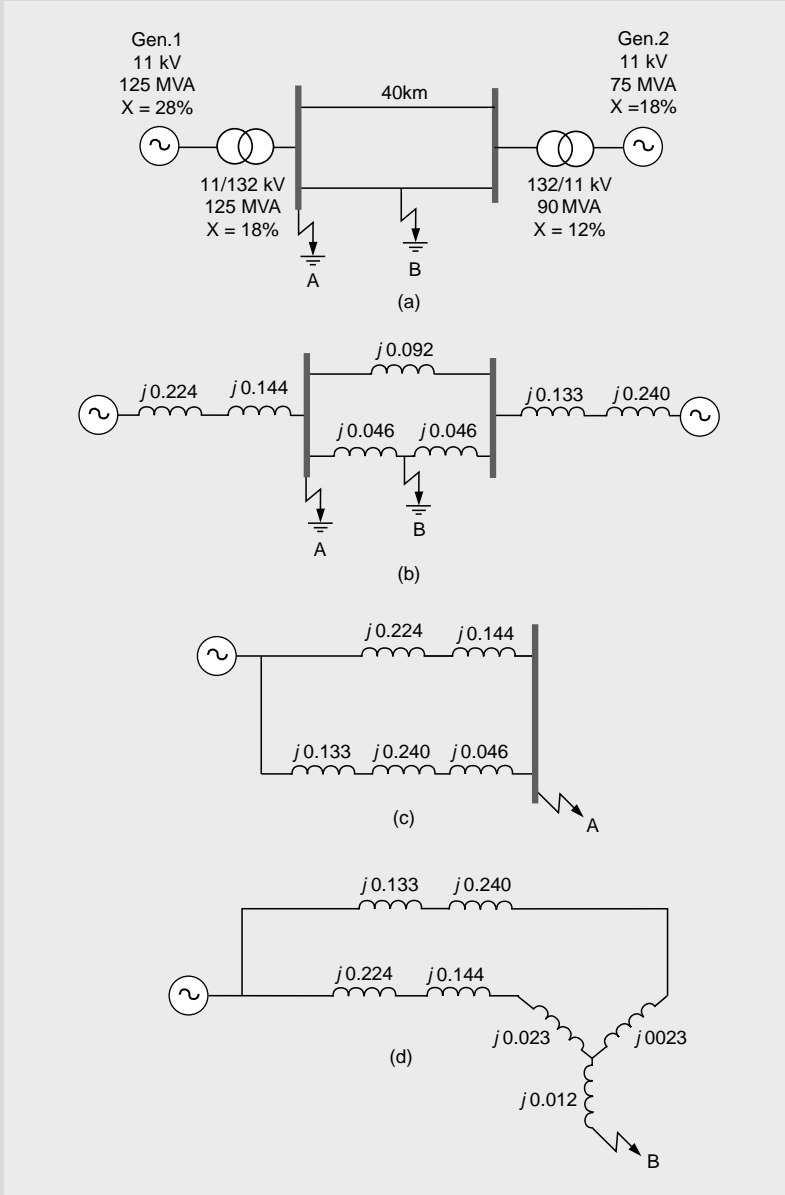 Gen.1
11 kV
125 MVA
X = 28%
Gen.2
11 kV
75 MVA
X =18%
40km
11/132 kV
125 MVA
X = 18%
132/11 kV
90 MVA
X = 12%
A
B
(a)
j 0.092
j 0.224
j 0.144
j 0.133
j 0.240
j 0.046
j 0.046
B
A
(b)
j 0.224
j 0.144
j 0.133
j 0.240
j 0.046
(c)
A
j 0.133
j 0.240
j 0.224
j 0.144
j 0.023
j 0023
(d)
j 0.012
B